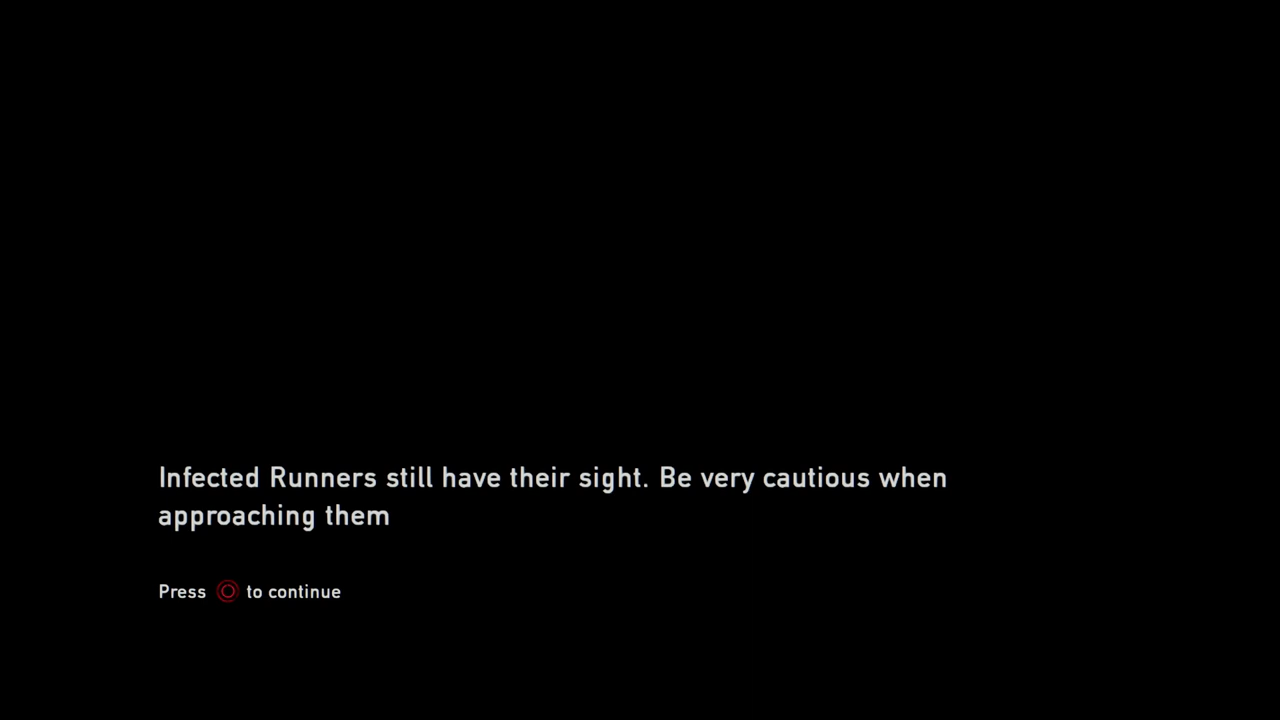 Infected Runners still have their sight. Be very cautious when
approaching them
Press to continue